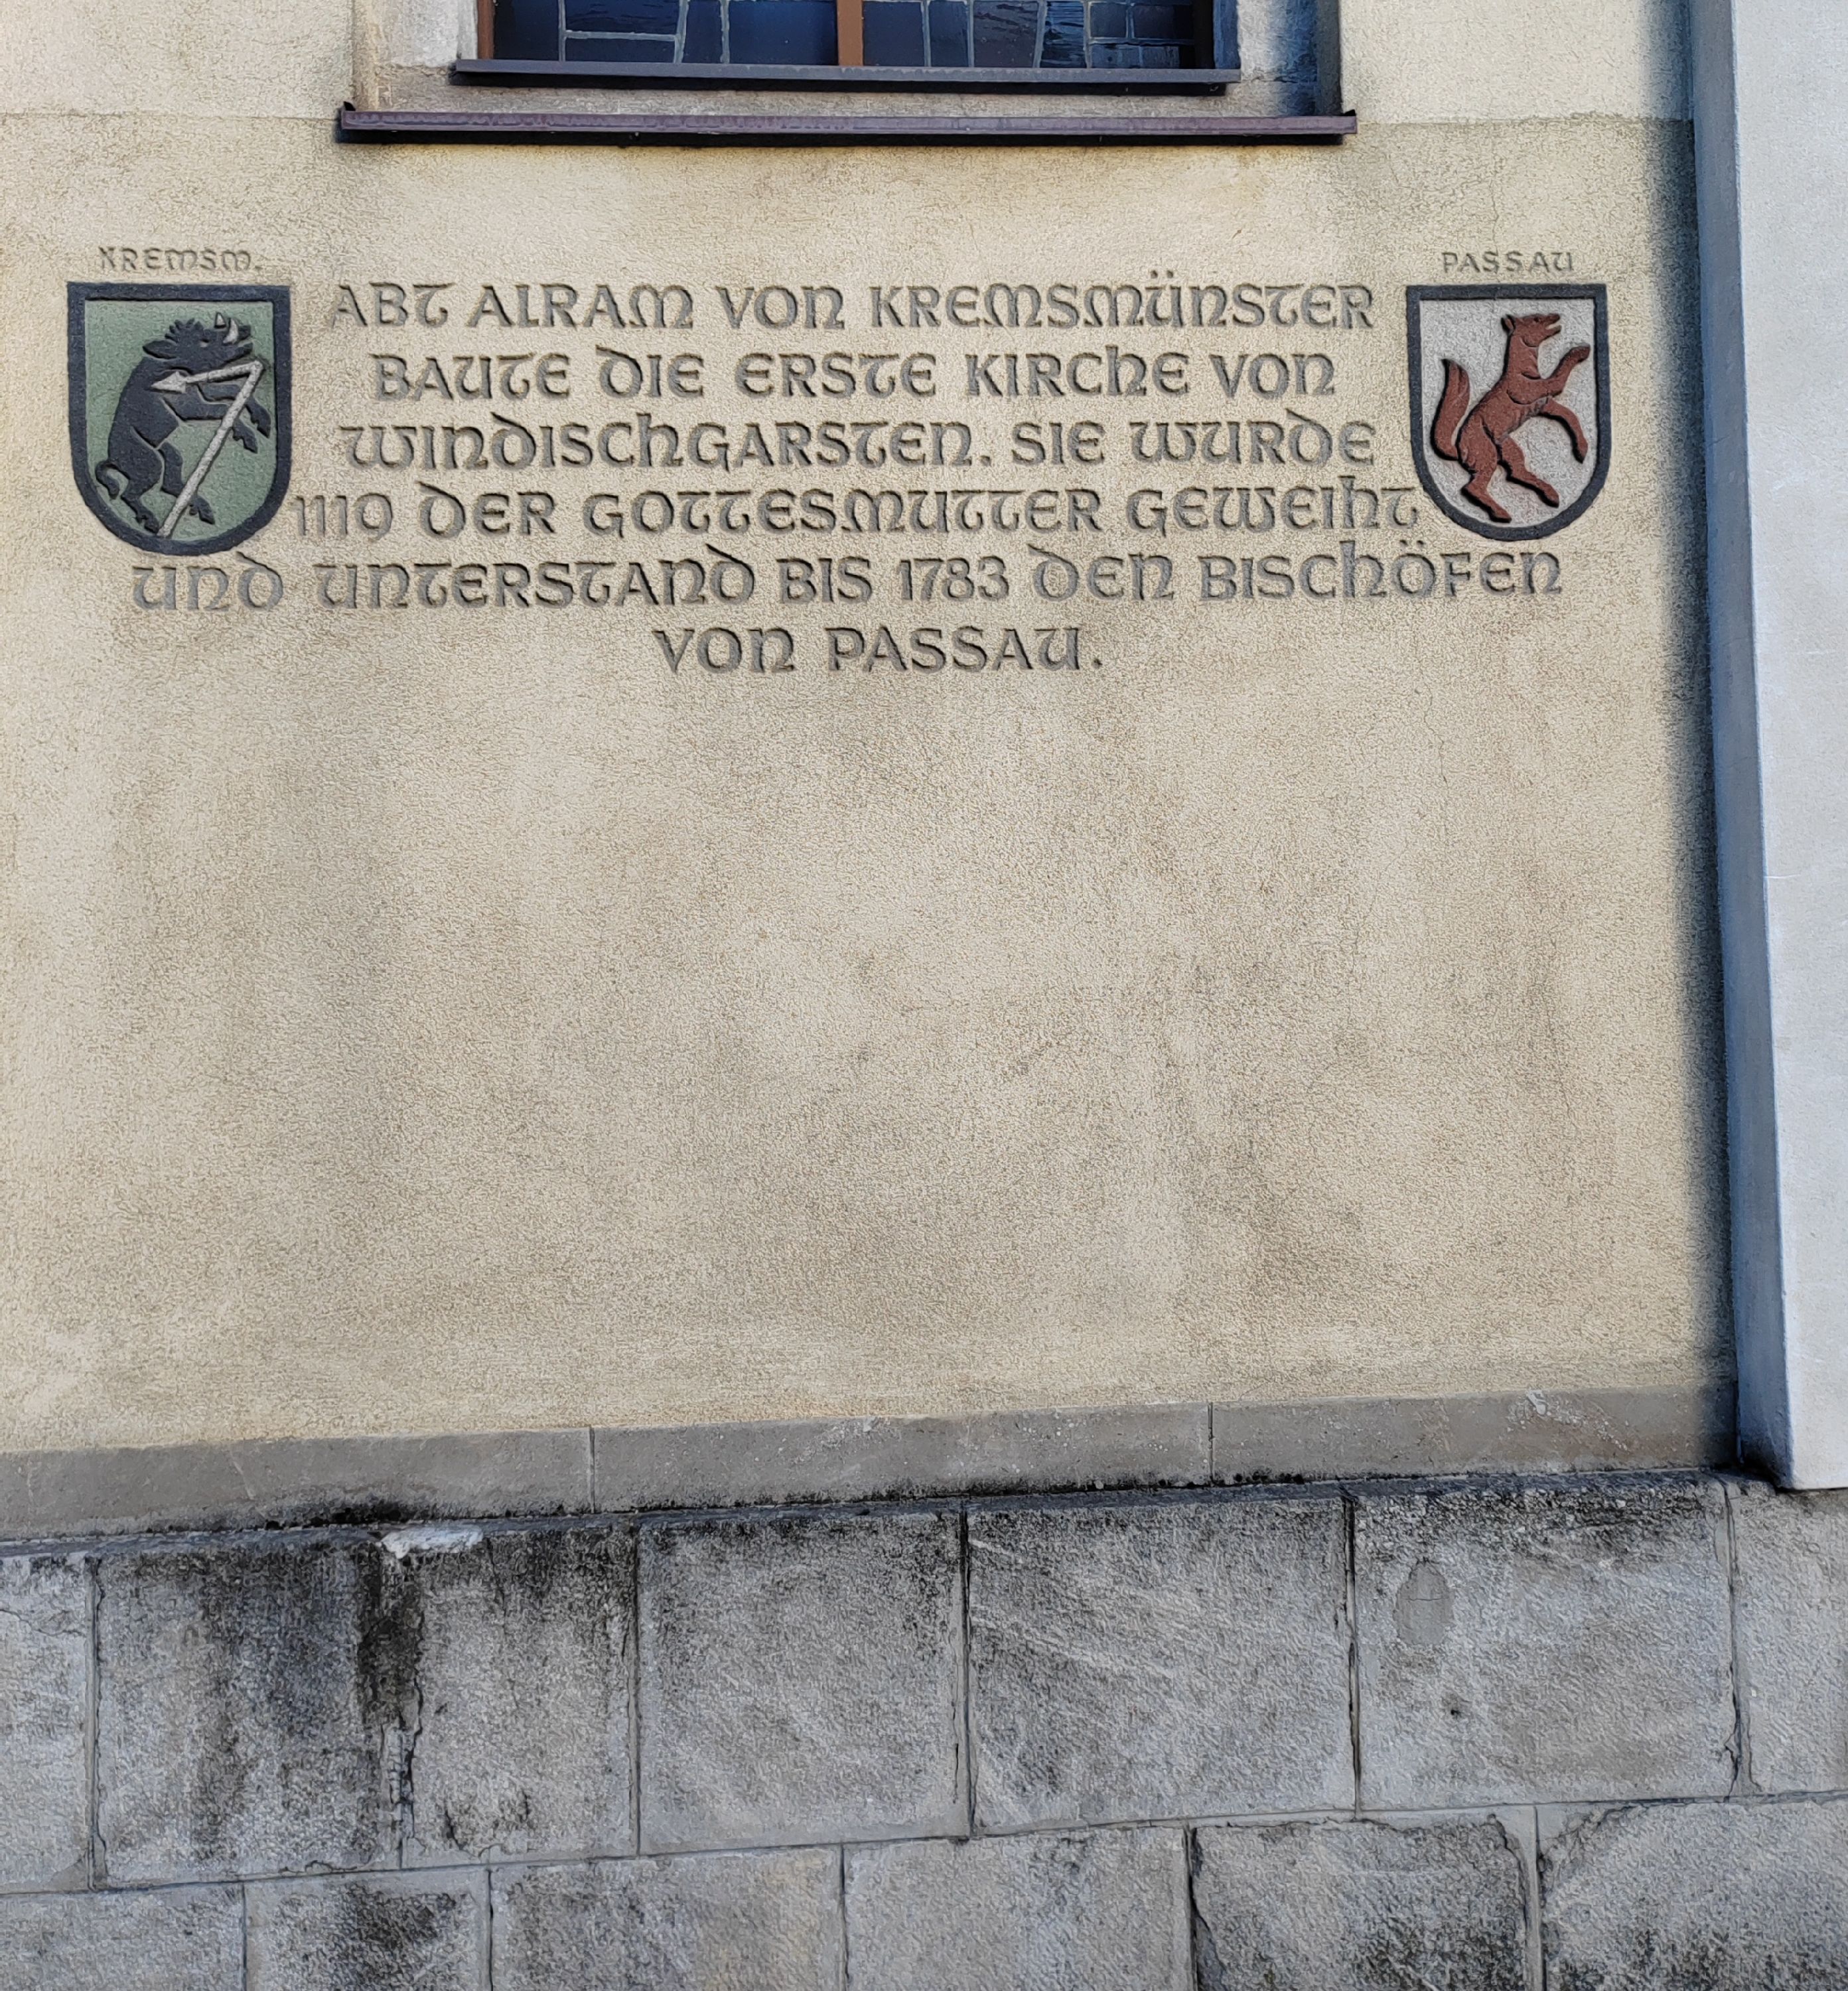 KREMSM.
PASSAU
ABT ALRAM VON KREMSMÜNSTER
BAUTE DIE ERSTE KIRCHE VON
WINDISCHGARSTEN. SIE WURDE
1119 DER GOTTESMUTTER GEWEIHT
UND UNTERSTAND BIS 1783 DEN BISCHÖFEN
VON PASSAU.